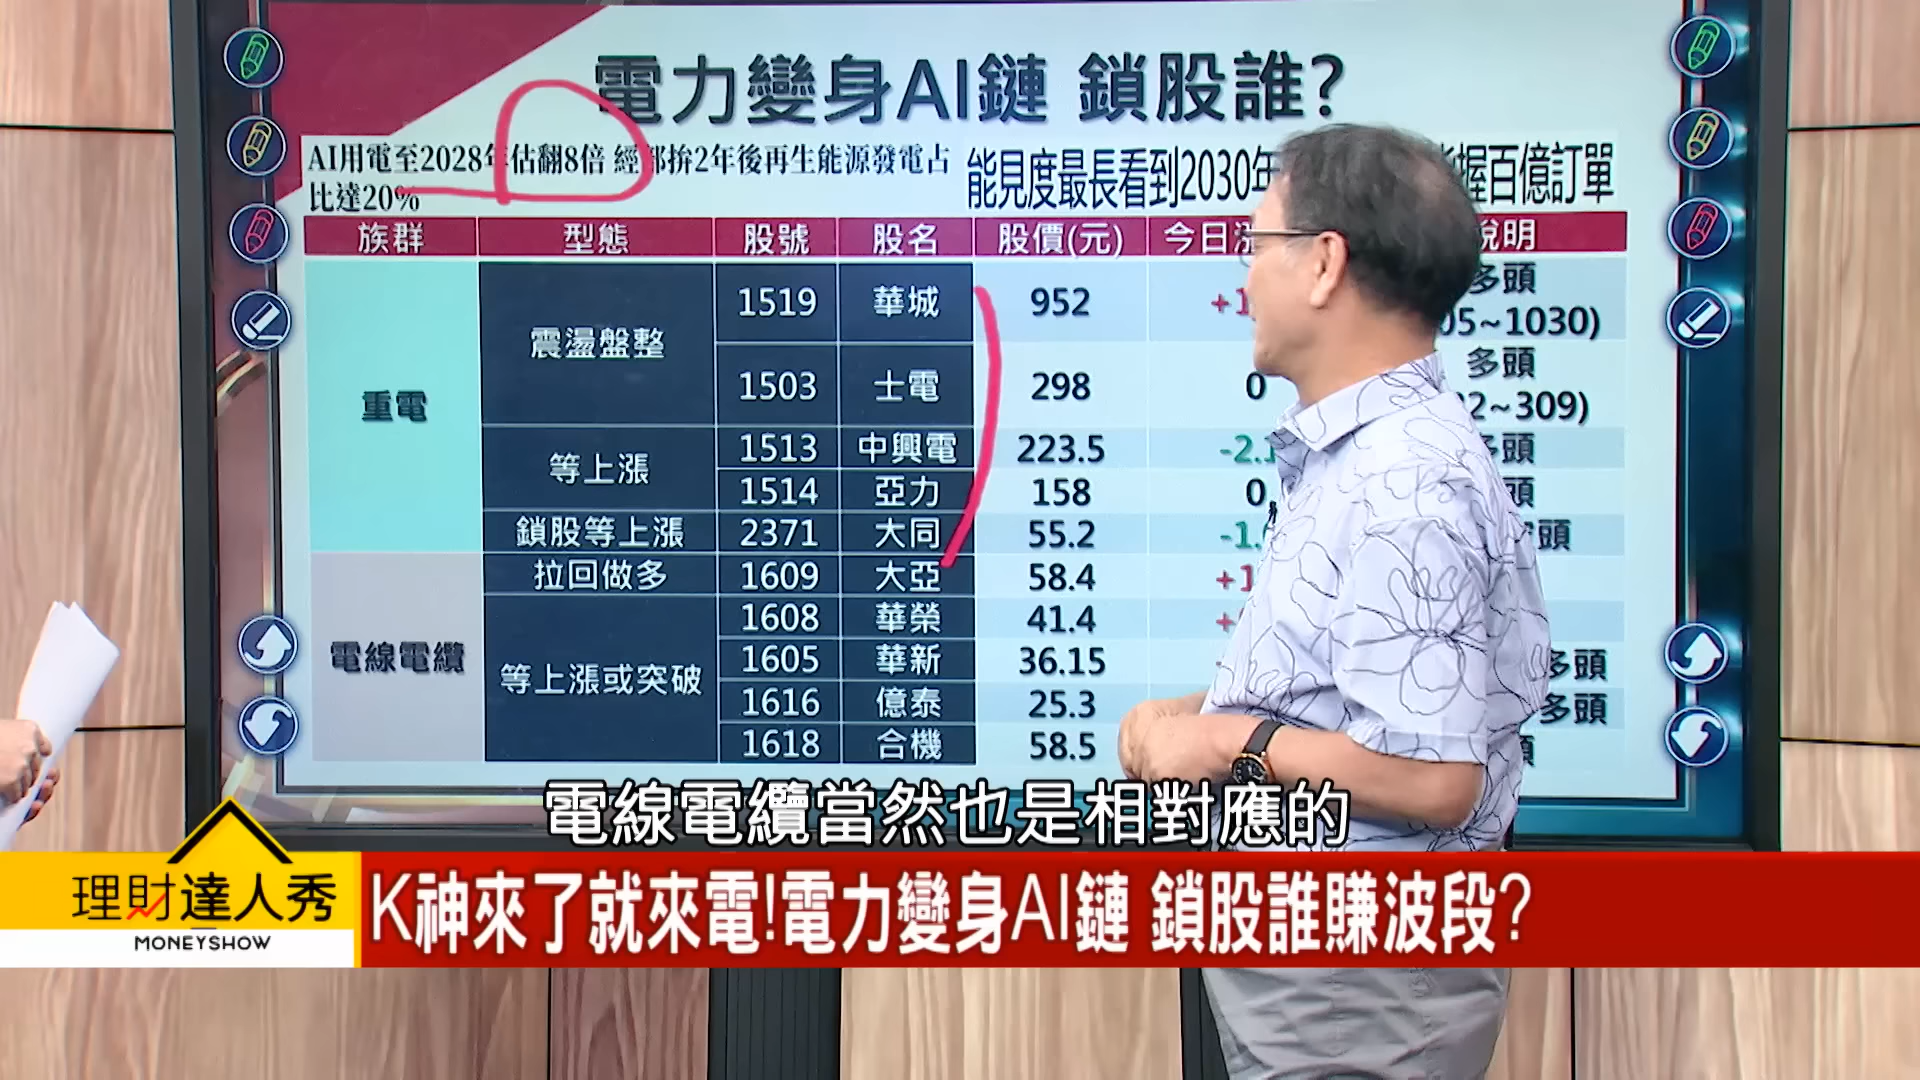 電力變身AI鏈 鎖股誰?
AI用電至2028年估翻8倍 經部拚2年後再生能源發電占
比達20%
能見度最長看到2030年 握百億訂單
族群 型態 股號 股名 股價(元) 今日漲 說明
重電 震盪盤整 1519 華城 952 多頭
~1030)
1503 士電 298 0 多頭
~309)
等上漲 1513 中興電 223.5 多頭
1514 亞力 158 0 頭
鎖股等上漲 2371 大同 55.2 頭
電線電纜 拉回做多 1609 大亞 58.4
等上漲或突破 1608 華榮 41.4
1605 華新 36.15 多頭
1616 億泰 25.3 多頭
1618 合機 58.5
電線電纜當然也是相對應的
理財達人秀
MONEYSHOW
K神來了就來電!電力變身AI鏈 鎖股誰賺波段?